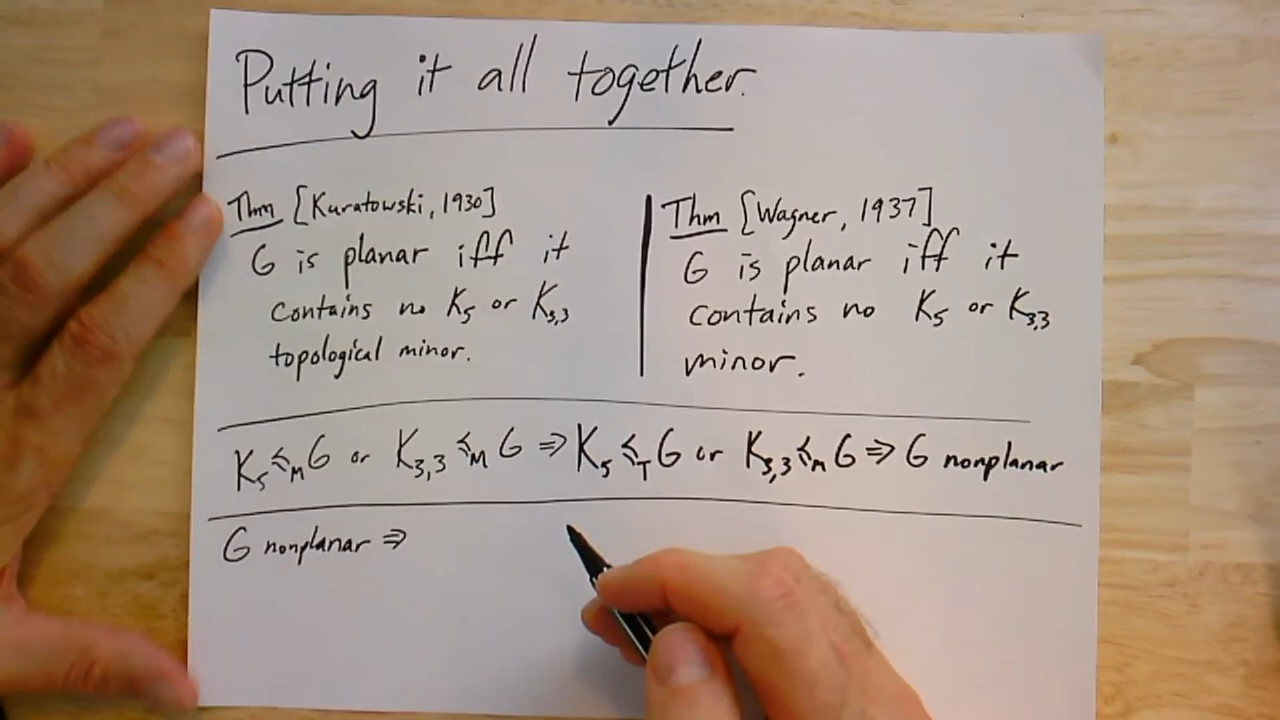 Putting it all together.
Thm [Kuratowski, 1930]
G is planar iff it
contains no K₅ or K₃,₃
topological minor.
Thm [Wagner, 1937]
G is planar iff it
contains no K₅ or K₃,₃
minor.
K₅ ≼ₘ G or K₃,₃ ≼ₘ G ⇒ K₅ ≼_T G or K₃,₃ ≼ₘ G ⇒ G nonplanar
G nonplanar ⇒